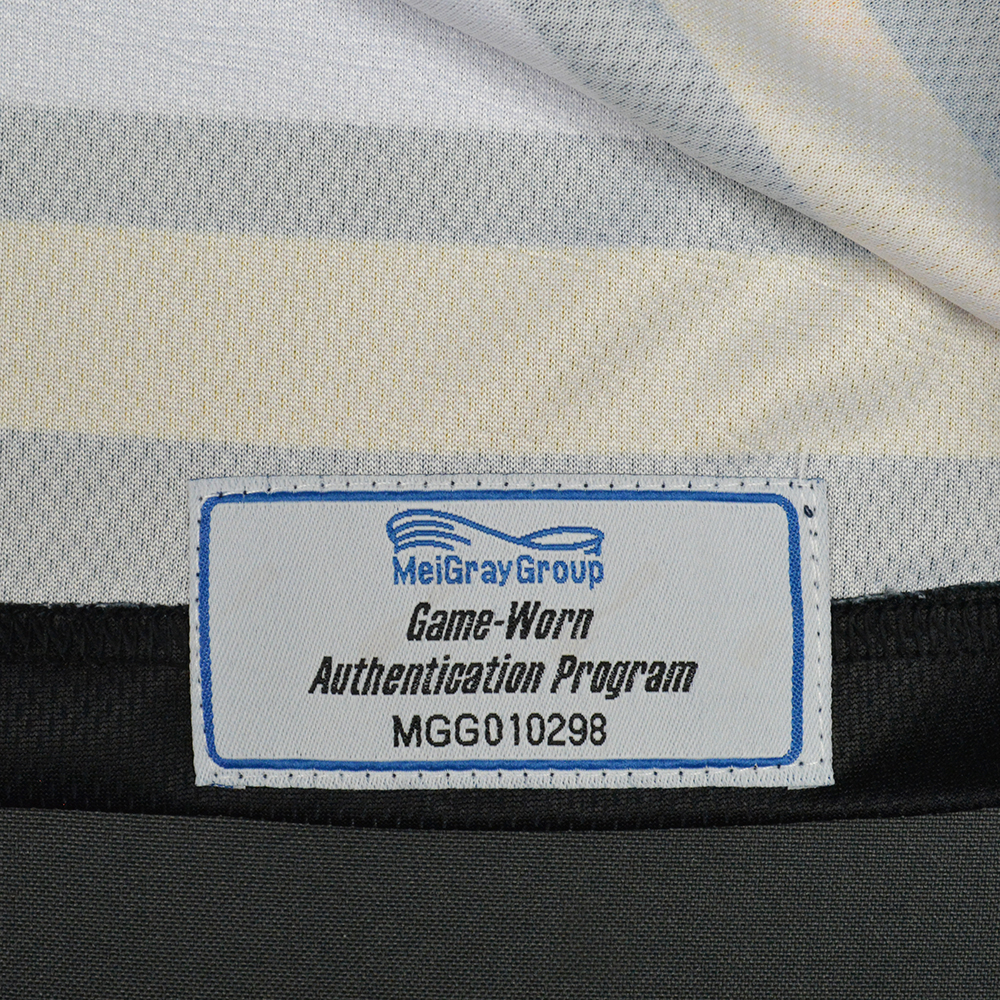 MeiGrayGroup
Game-Worn
Authentication Program
MGG010298